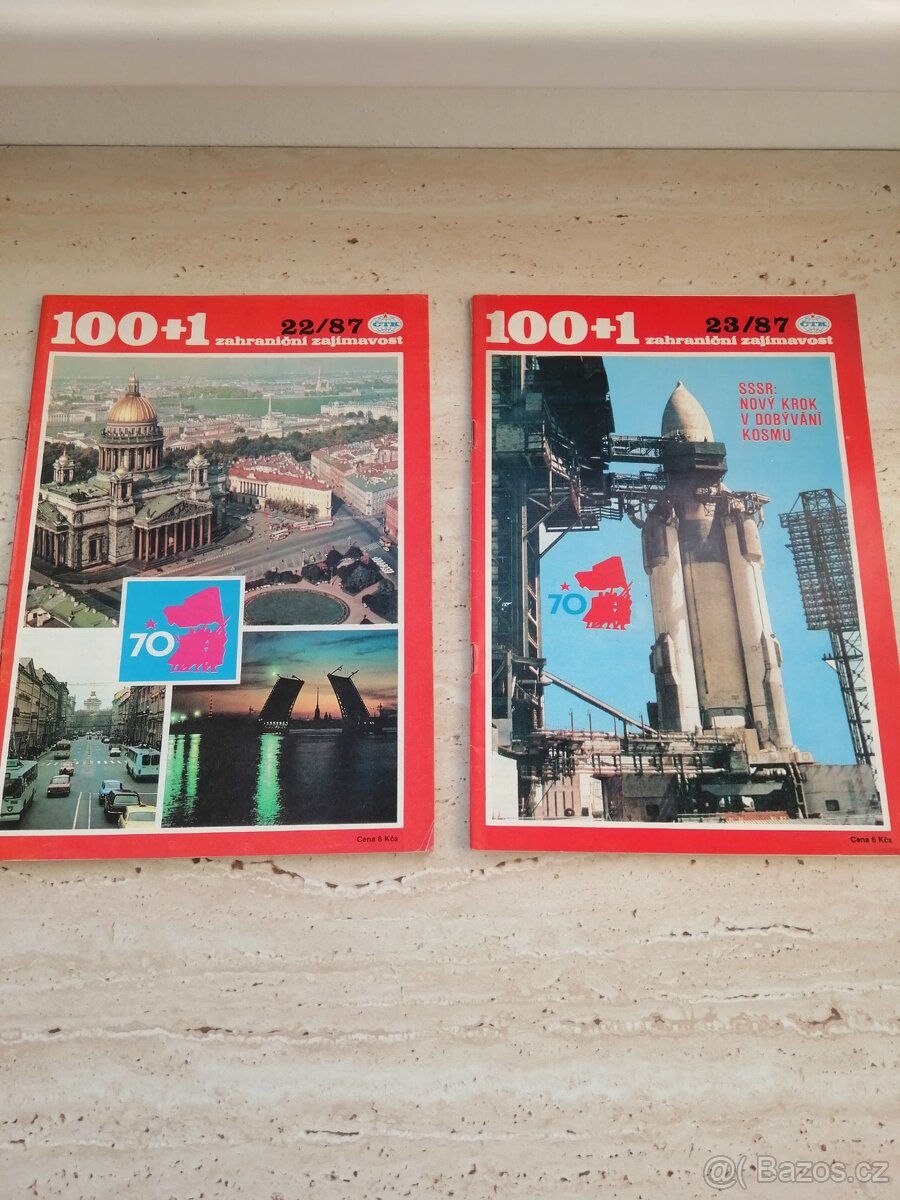 100+1
22/87
ČTK
zahraniční zajímavost
70
Cena 6 Kčs
100+1
23/87
ČTK
zahraniční zajímavost
SSSR:
NOVÝ KROK
V DOBÝVÁNÍ
KOSMU
70
Cena 6 Kčs
@( Bazos.cz